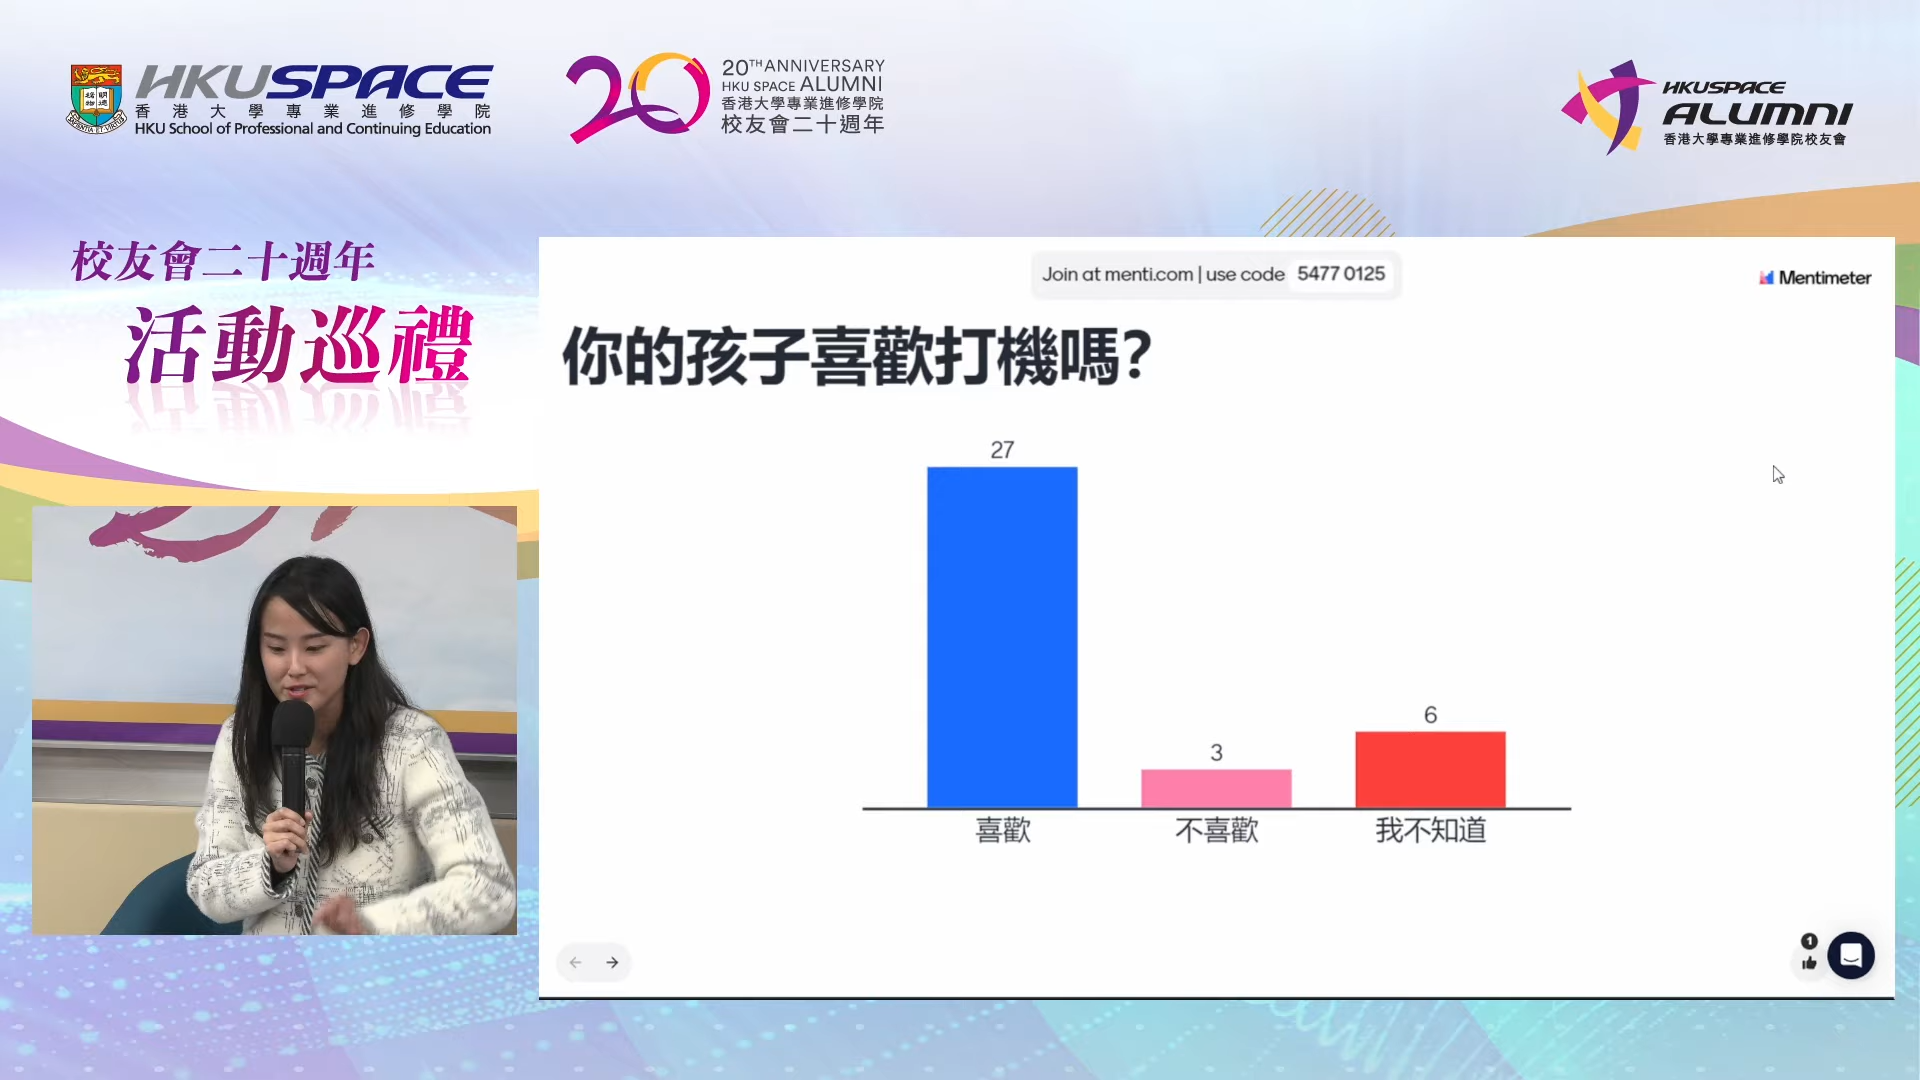 HKUSPACE
香港大學專業進修學院
HKU School of Professional and Continuing Education
20TH ANNIVERSARY
HKU SPACE ALUMNI
香港大學專業進修學院
校友會二十週年
HKUSPACE
ALUMNI
香港大學專業進修學院校友會
校友會二十週年
活動巡禮
Join at menti.com | use code 5477 0125
Mentimeter
你的孩子喜歡打機嗎?
27
3
6
喜歡
不喜歡
我不知道
1